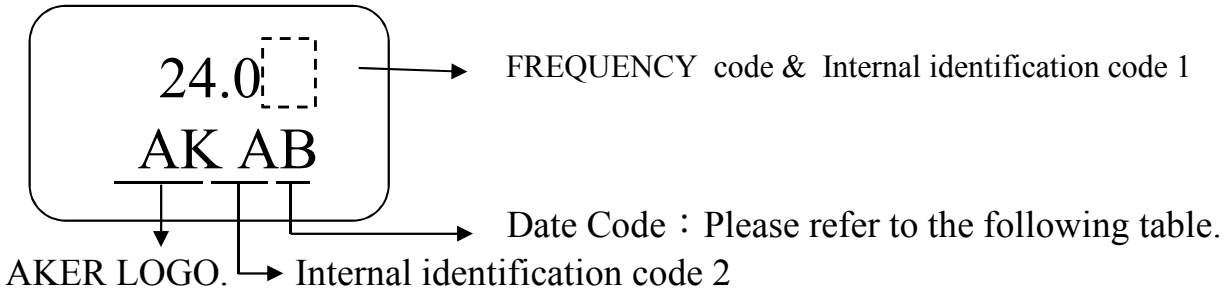 24.0
FREQUENCY code & Internal identification code 1
AK AB
Date Code：Please refer to the following table.
AKER LOGO.
Internal identification code 2